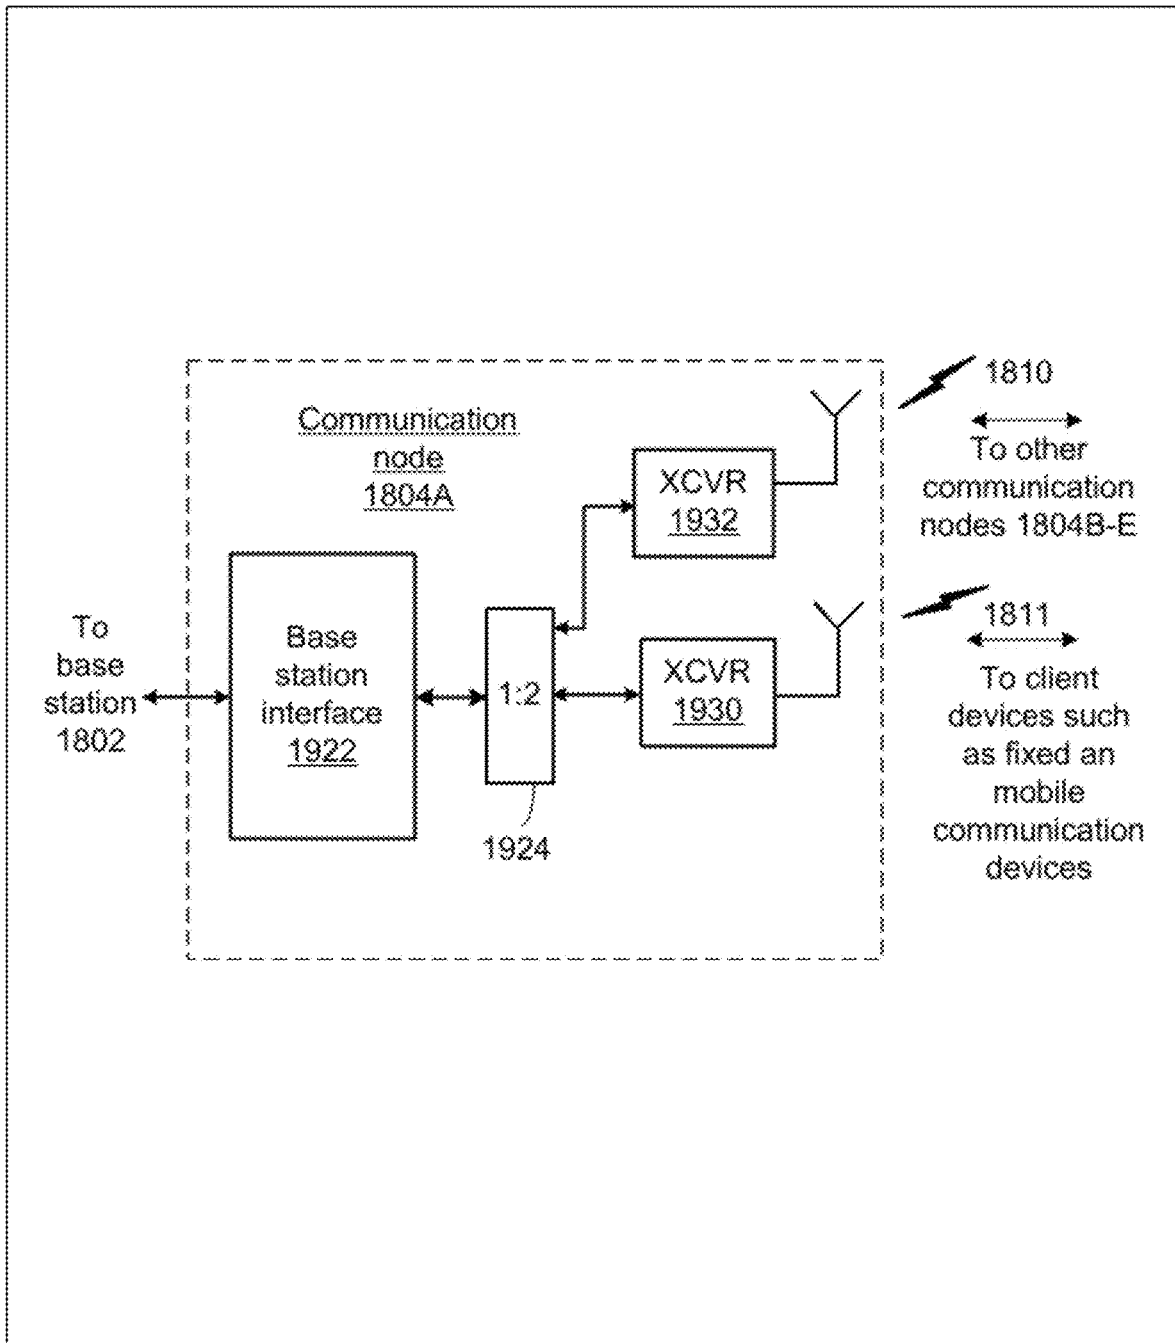 1810
Communication
node
1804A
To other
communication
nodes 1804B-E
XCVR
1932
To
base
station
1802
Base
station
interface
1922
1:2
XCVR
1930
1924
1811
To client
devices such
as fixed an
mobile
communication
devices